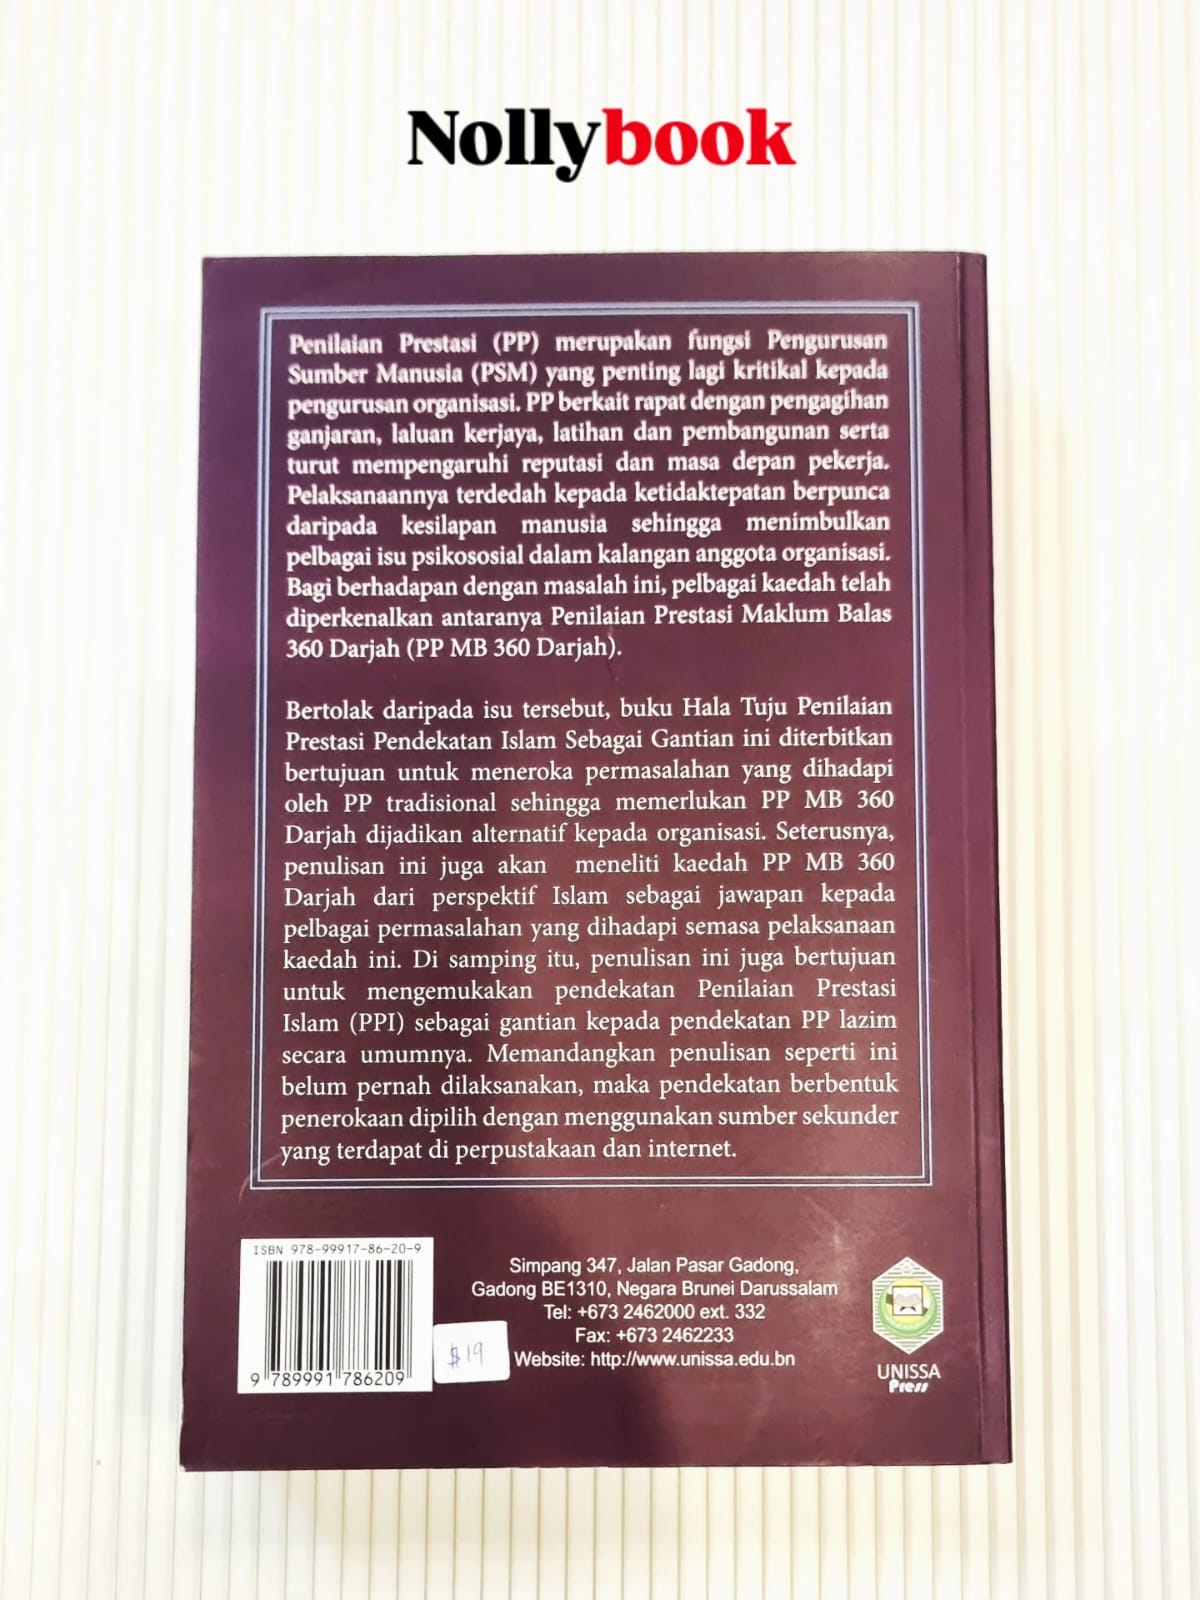 Nollybook
Penilaian Prestasi (PP) merupakan fungsi Pengurusan
Sumber Manusia (PSM) yang penting lagi kritikal kepada
pengurusan organisasi. PP berkait rapat dengan pengagihan
ganjaran, laluan kerjaya, latihan dan pembangunan serta
turut mempengaruhi reputasi dan masa depan pekerja.
Pelaksanaannya terdedah kepada ketidaktepatan berpunca
daripada kesilapan manusia sehingga menimbulkan
pelbagai isu psikososial dalam kalangan anggota organisasi.
Bagi berhadapan dengan masalah ini, pelbagai kaedah telah
diperkenalkan antaranya Penilaian Prestasi Maklum Balas
360 Darjah (PP MB 360 Darjah).
Bertolak daripada isu tersebut, buku Hala Tuju Penilaian
Prestasi Pendekatan Islam Sebagai Gantian ini diterbitkan
bertujuan untuk meneroka permasalahan yang dihadapi
oleh PP tradisional sehingga memerlukan PP MB 360
Darjah dijadikan alternatif kepada organisasi. Seterusnya,
penulisan ini juga akan meneliti kaedah PP MB 360
Darjah dari perspektif Islam sebagai jawapan kepada
pelbagai permasalahan yang dihadapi semasa pelaksanaan
kaedah ini. Di samping itu, penulisan ini juga bertujuan
untuk mengemukakan pendekatan Penilaian Prestasi
Islam (PPI) sebagai gantian kepada pendekatan PP lazim
secara umumnya. Memandangkan penulisan seperti ini
belum pernah dilaksanakan, maka pendekatan berbentuk
penerokaan dipilih dengan menggunakan sumber sekunder
yang terdapat di perpustakaan dan internet.
ISBN 978-99917-86-20-9
9 789991 786209
$19
Simpang 347, Jalan Pasar Gadong,
Gadong BE1310, Negara Brunei Darussalam
Tel: +673 2462000 ext. 332
Fax: +673 2462233
Website: http://www.unissa.edu.bn
UNISSA
Press